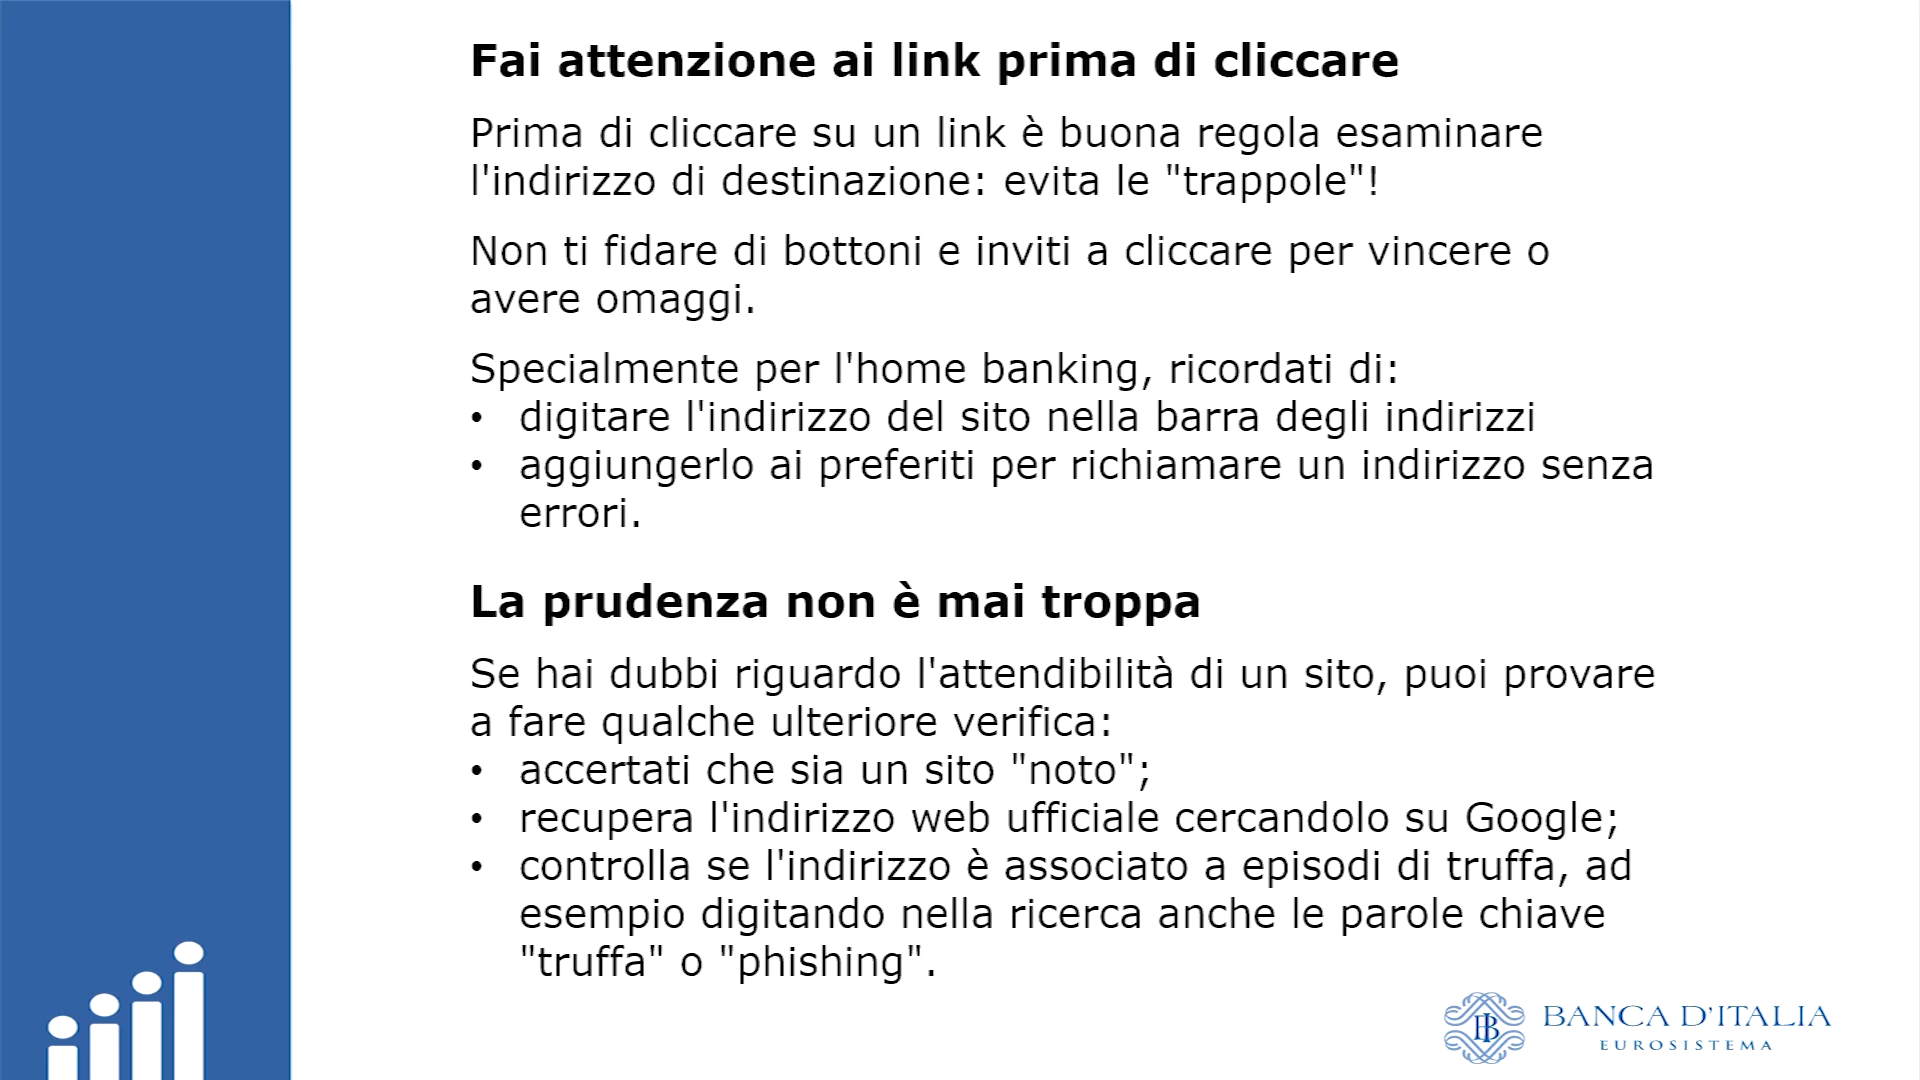 Fai attenzione ai link prima di cliccare
Prima di cliccare su un link è buona regola esaminare
l'indirizzo di destinazione: evita le "trappole"!
Non ti fidare di bottoni e inviti a cliccare per vincere o
avere omaggi.
Specialmente per l'home banking, ricordati di:
• digitare l'indirizzo del sito nella barra degli indirizzi
• aggiungerlo ai preferiti per richiamare un indirizzo senza
errori.
La prudenza non è mai troppa
Se hai dubbi riguardo l'attendibilità di un sito, puoi provare
a fare qualche ulteriore verifica:
• accertati che sia un sito "noto";
• recupera l'indirizzo web ufficiale cercandolo su Google;
• controlla se l'indirizzo è associato a episodi di truffa, ad
esempio digitando nella ricerca anche le parole chiave
"truffa" o "phishing".
BANCA D'ITALIA
EUROSISTEMA